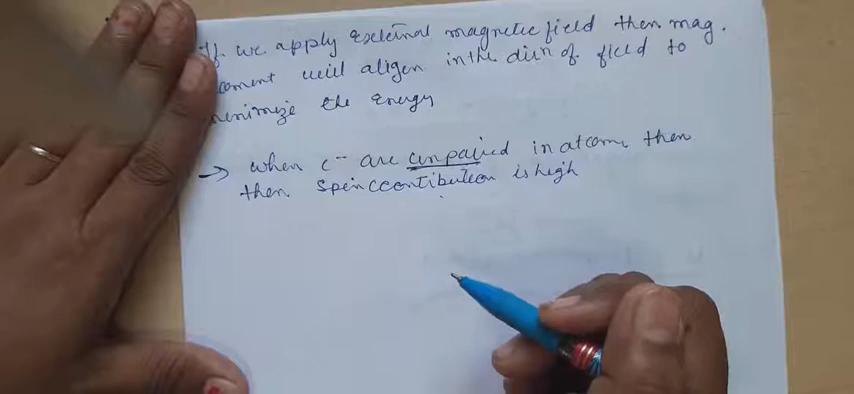 If we apply external magnetic field then mag.
moment will align in the dirn of field to
minimize the energy
→ when e- are unpaired in atom, then
then spin contibution is high